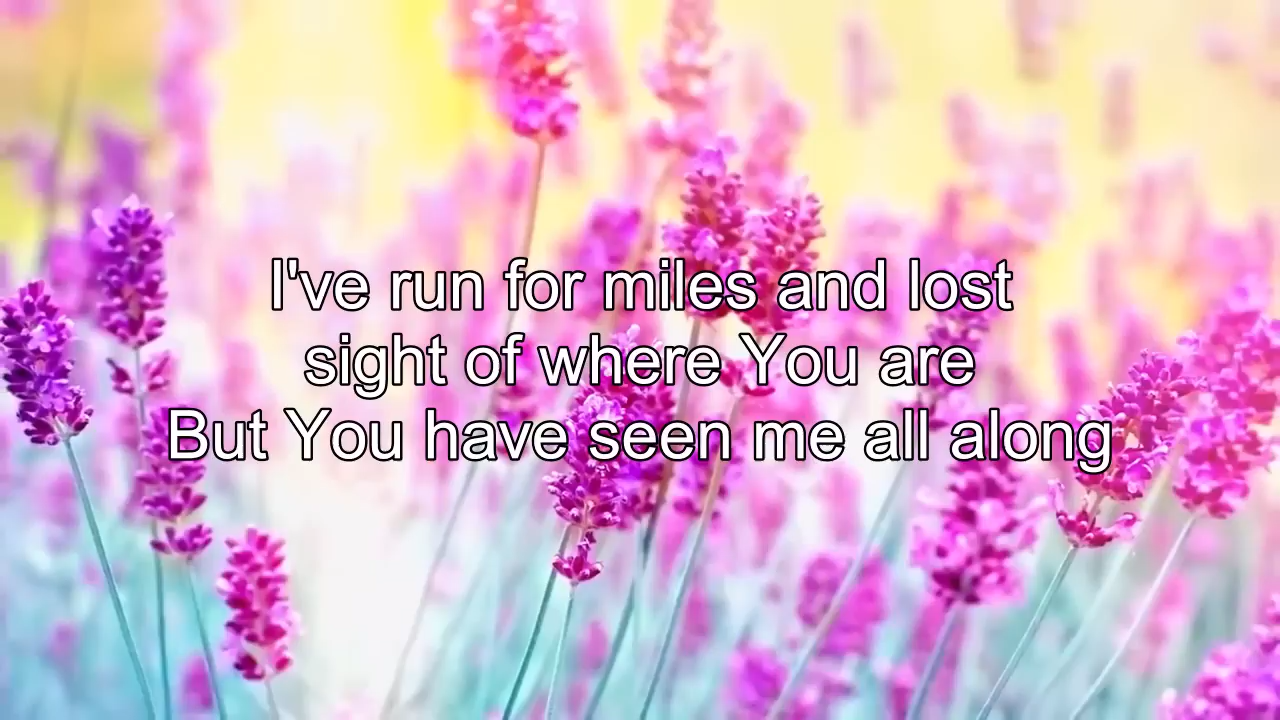 I've run for miles and lost
sight of where You are
But You have seen me all along